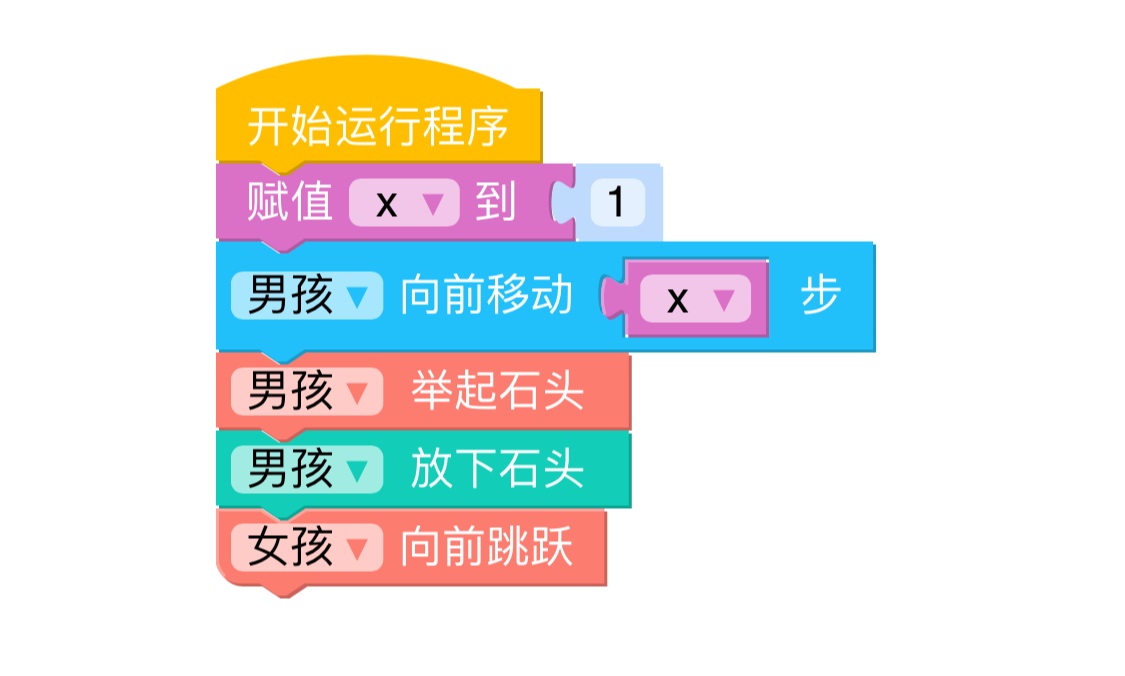 开始运行程序
赋值 x ▼ 到 1
男孩 ▼ 向前移动 x ▼ 步
男孩 ▼ 举起石头
男孩 ▼ 放下石头
女孩 ▼ 向前跳跃